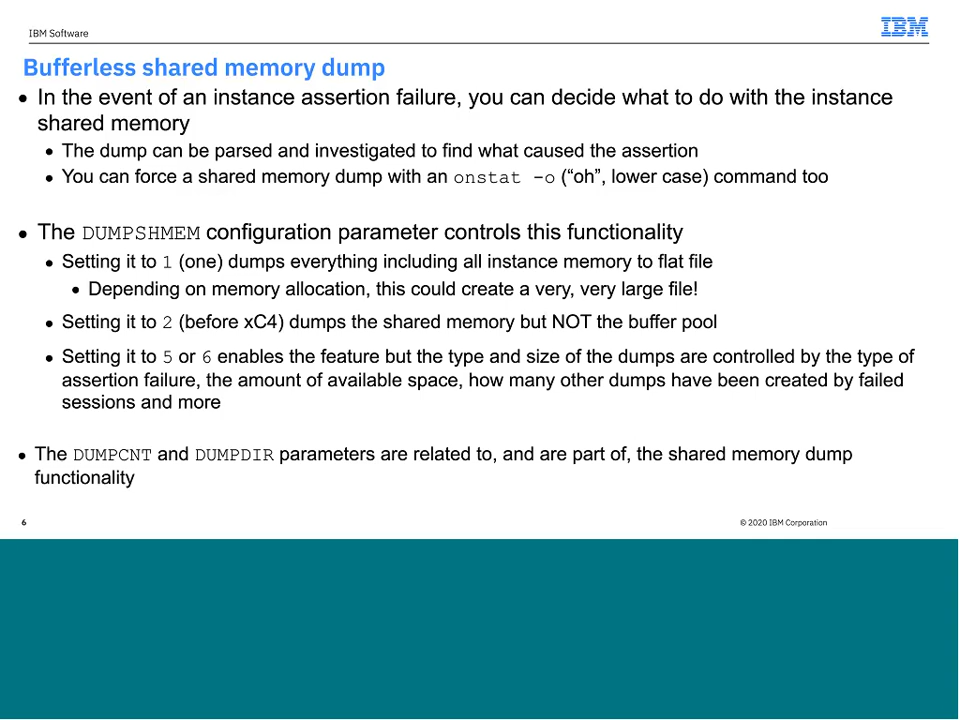 IBM Software
IBM
Bufferless shared memory dump
• In the event of an instance assertion failure, you can decide what to do with the instance
shared memory
• The dump can be parsed and investigated to find what caused the assertion
• You can force a shared memory dump with an onstat -o (“oh”, lower case) command too
• The DUMPSHMEM configuration parameter controls this functionality
• Setting it to 1 (one) dumps everything including all instance memory to flat file
• Depending on memory allocation, this could create a very, very large file!
• Setting it to 2 (before xC4) dumps the shared memory but NOT the buffer pool
• Setting it to 5 or 6 enables the feature but the type and size of the dumps are controlled by the type of
assertion failure, the amount of available space, how many other dumps have been created by failed
sessions and more
• The DUMPCNT and DUMPDIR parameters are related to, and are part of, the shared memory dump
functionality
6
© 2020 IBM Corporation